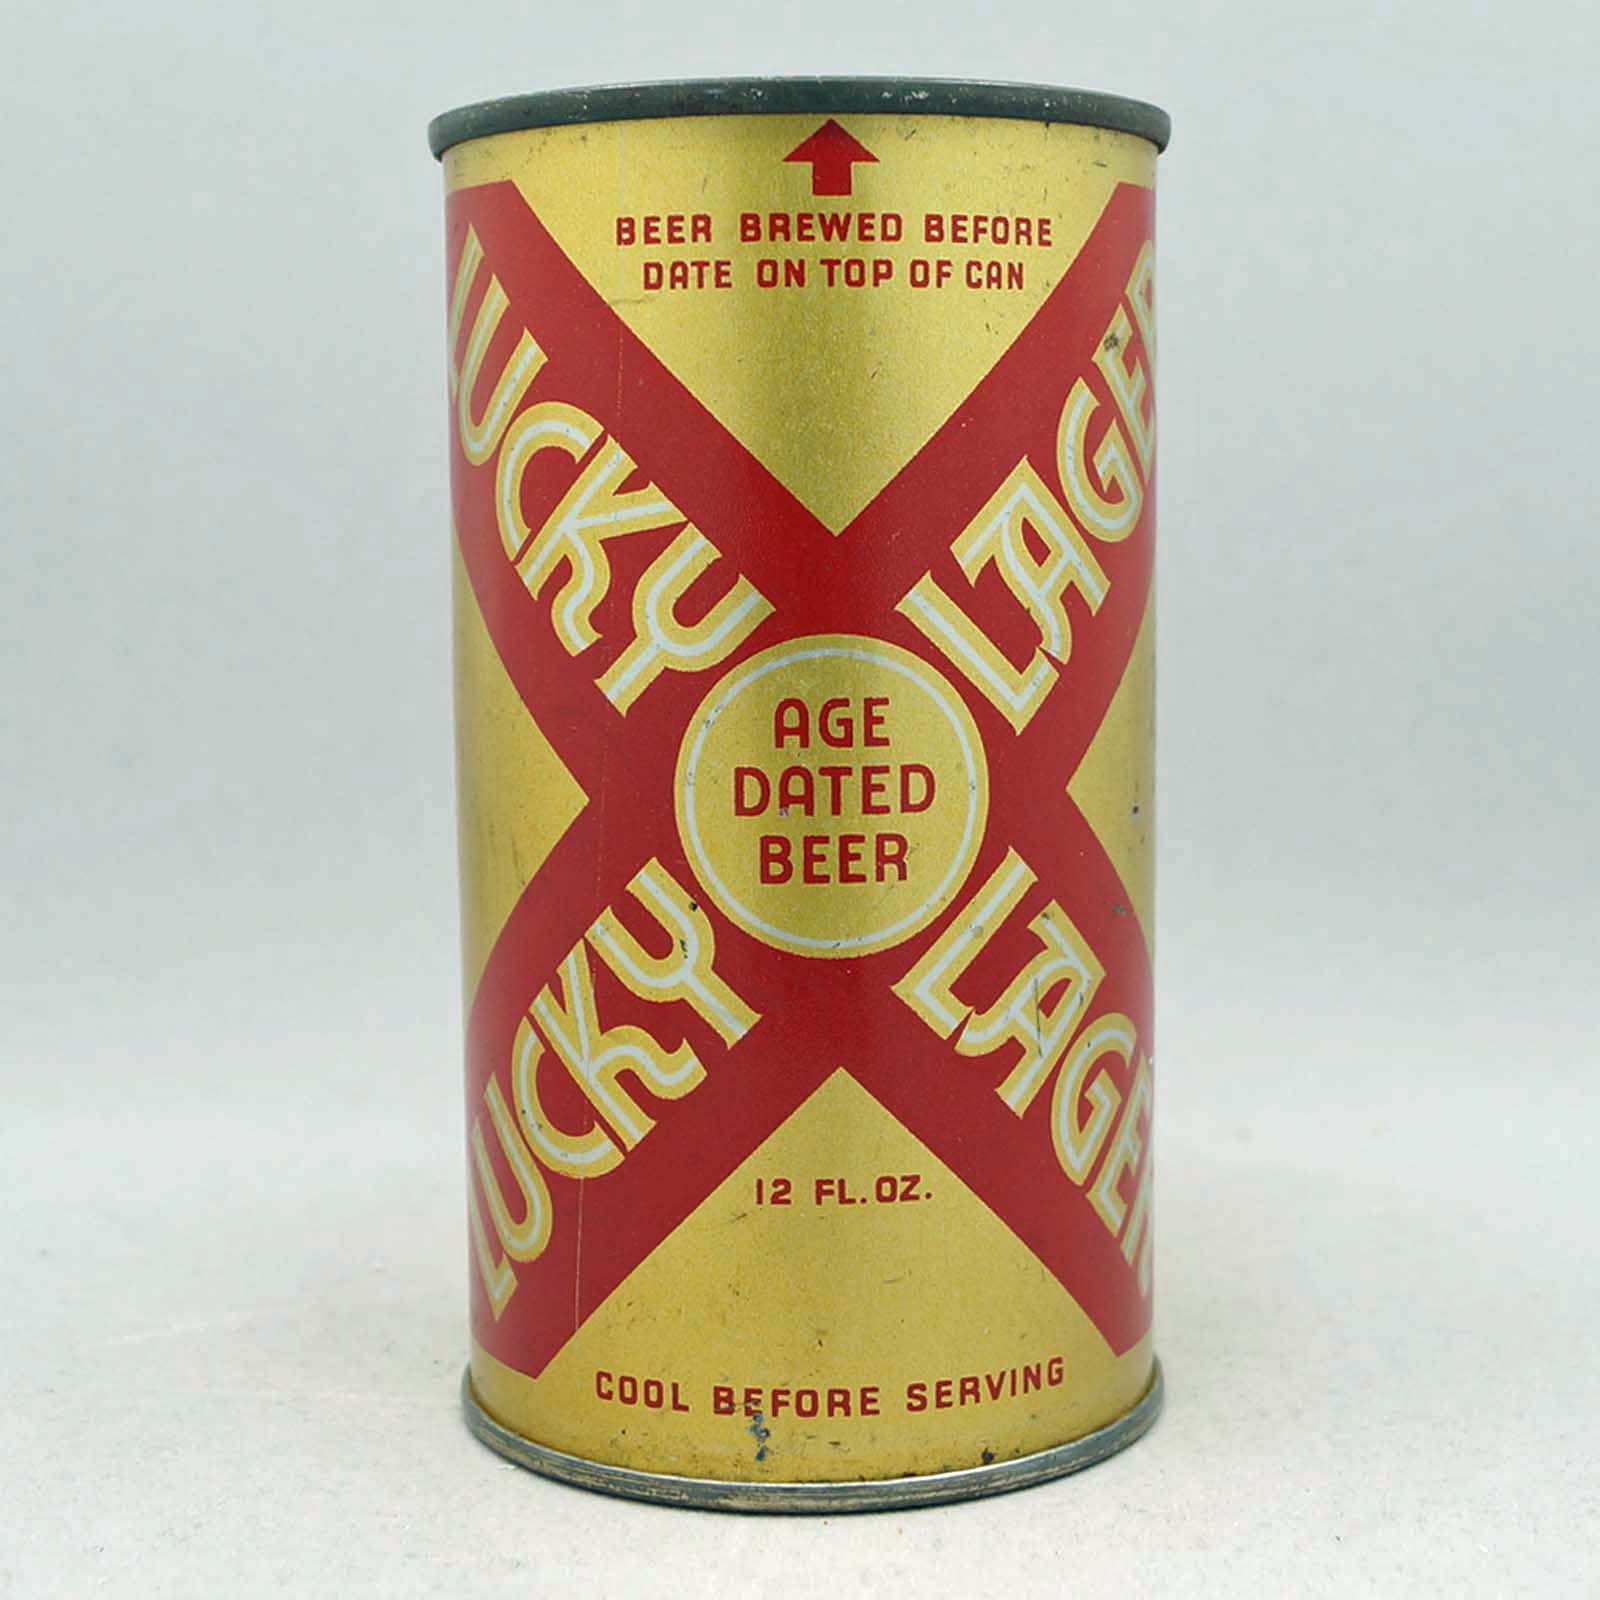 BEER BREWED BEFORE
DATE ON TOP OF CAN
LUCKY LAGER
AGE
DATED
BEER
LUCKY LAGER
12 FL. OZ.
COOL BEFORE SERVING